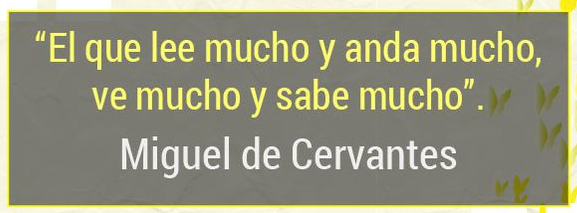 “El que lee mucho y anda mucho,
ve mucho y sabe mucho”.
Miguel de Cervantes